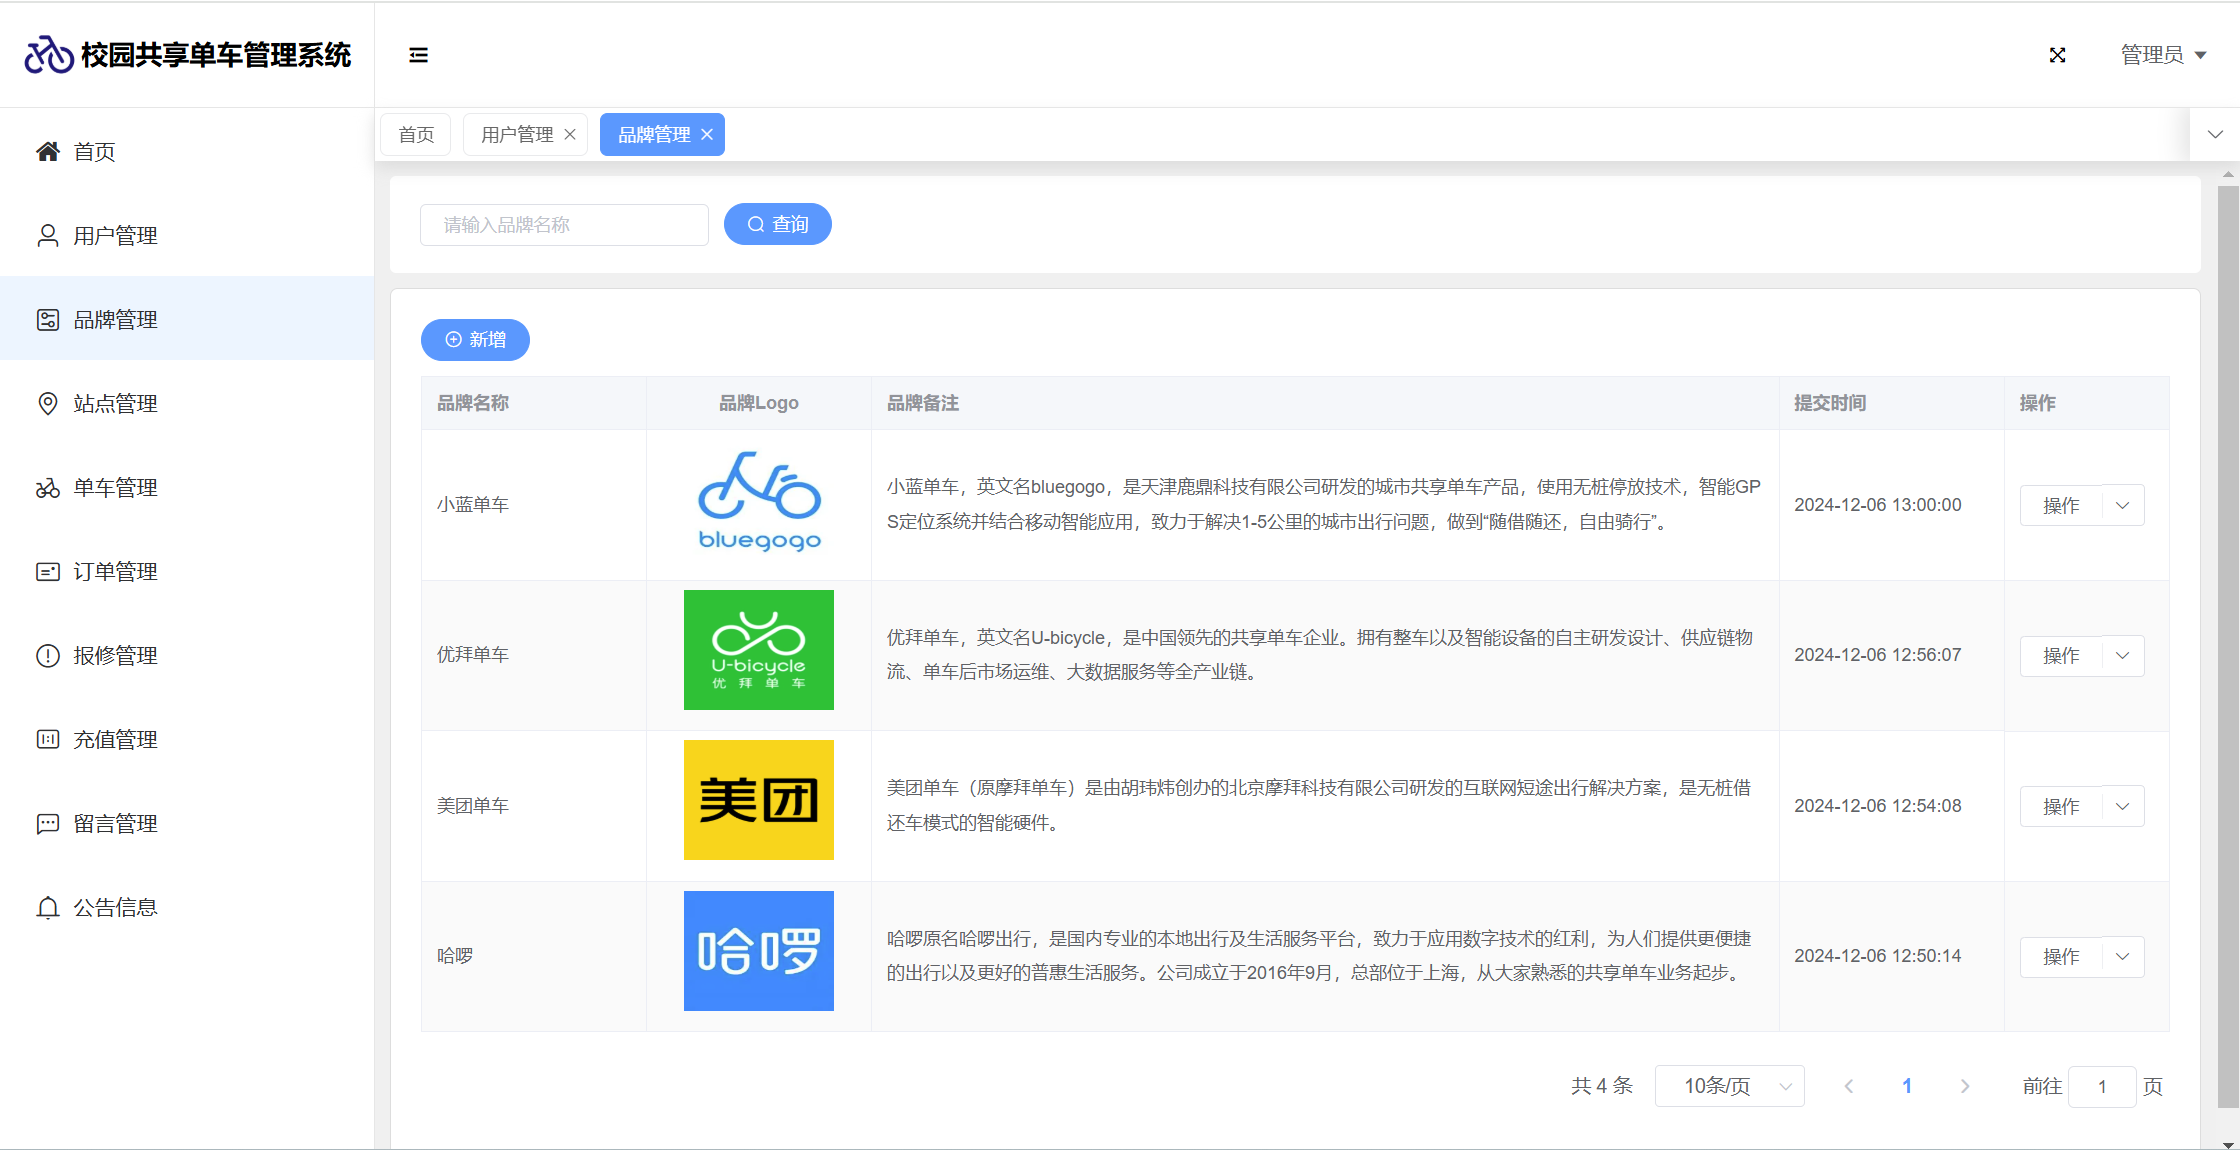 校园共享单车管理系统
管理员
首页
用户管理
品牌管理
站点管理
单车管理
订单管理
报修管理
充值管理
留言管理
公告信息
首页 用户管理 品牌管理
请输入品牌名称 查询
新增
品牌名称 品牌Logo 品牌备注 提交时间 操作
小蓝单车
bluegogo
小蓝单车，英文名bluegogo，是天津鹿鼎科技有限公司研发的城市共享单车产品，使用无桩停放技术，智能GP
S定位系统并结合移动智能应用，致力于解决1-5公里的城市出行问题，做到“随借随还，自由骑行”。
2024-12-06 13:00:00
操作
优拜单车
U-bicycle
优拜单车
优拜单车，英文名U-bicycle，是中国领先的共享单车企业。拥有整车以及智能设备的自主研发设计、供应链物
流、单车后市场运维、大数据服务等全产业链。
2024-12-06 12:56:07
操作
美团单车
美团
美团单车（原摩拜单车）是由胡玮炜创办的北京摩拜科技有限公司研发的互联网短途出行解决方案，是无桩借
还车模式的智能硬件。
2024-12-06 12:54:08
操作
哈啰
哈啰
哈啰原名哈啰出行，是国内专业的本地出行及生活服务平台，致力于应用数字技术的红利，为人们提供更便捷
的出行以及更好的普惠生活服务。公司成立于2016年9月，总部位于上海，从大家熟悉的共享单车业务起步。
2024-12-06 12:50:14
操作
共 4 条 10条/页 1 前往 1 页